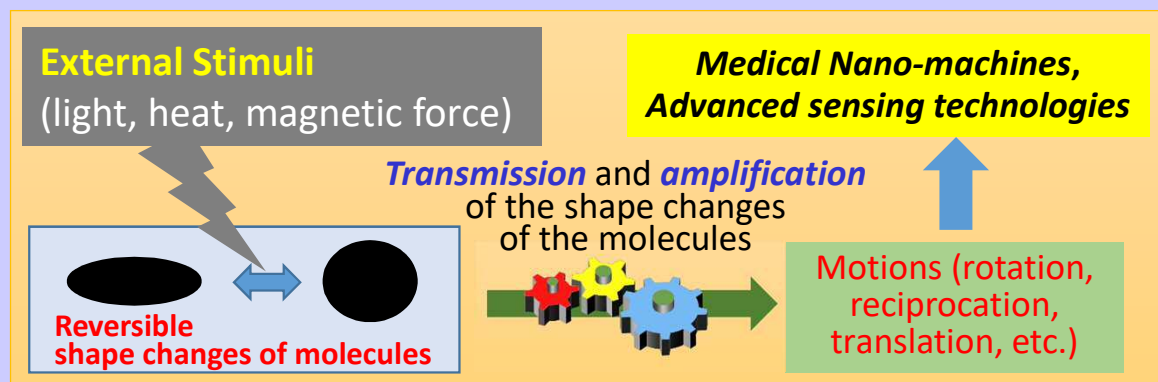 External Stimuli
(light, heat, magnetic force)
Reversible
shape changes of molecules
Transmission and amplification
of the shape changes
of the molecules
Motions (rotation,
reciprocation,
translation, etc.)
Medical Nano-machines,
Advanced sensing technologies